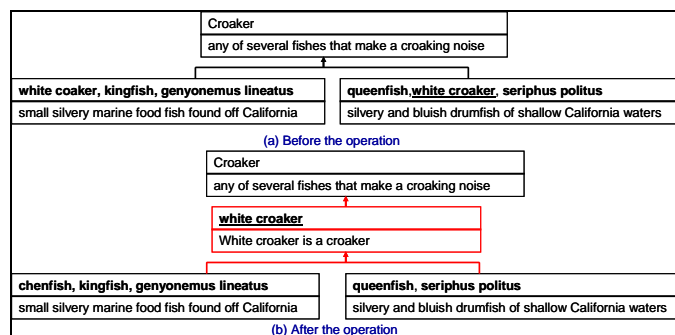 Croaker
any of several fishes that make a croaking noise
white coaker, kingfish, genyonemus lineatus
small silvery marine food fish found off California
queenfish,white croaker, seriphus politus
silvery and bluish drumfish of shallow California waters
(a) Before the operation
Croaker
any of several fishes that make a croaking noise
white croaker
White croaker is a croaker
chenfish, kingfish, genyonemus lineatus
small silvery marine food fish found off California
queenfish, seriphus politus
silvery and bluish drumfish of shallow California waters
(b) After the operation